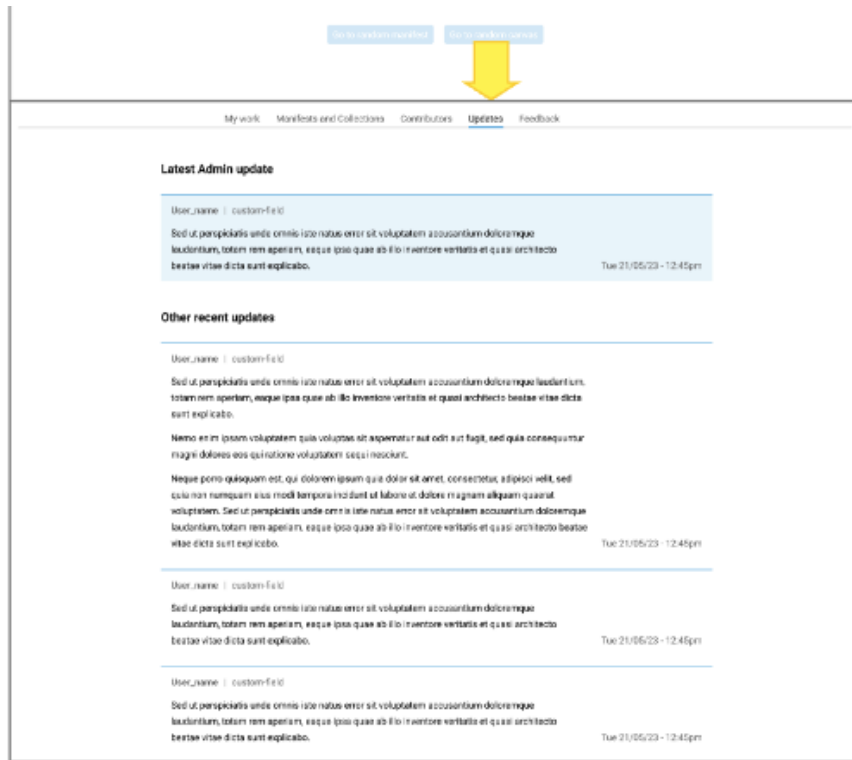 Go to random manifest Go to random canvas
My work Manifests and Collections Contributors Updates Feedback
Latest Admin update
User_name | custom-field
Sed ut perspiciatis unde omnis iste natus error sit voluptatem accusantium doloremque
laudantium, totam rem aperiam, eaque ipsa quae ab illo inventore veritatis et quasi architecto
beatae vitae dicta sunt explicabo.
Tue 21/05/23 - 12:45pm
Other recent updates
User_name | custom-field
Sed ut perspiciatis unde omnis iste natus error sit voluptatem accusantium doloremque laudantium,
totam rem aperiam, eaque ipsa quae ab illo inventore veritatis et quasi architecto beatae vitae dicta
sunt explicabo.
Nemo enim ipsam voluptatem quia voluptas sit aspernatur aut odit aut fugit, sed quia consequuntur
magni dolores eos qui ratione voluptatem sequi nesciunt.
Neque porro quisquam est, qui dolorem ipsum quia dolor sit amet, consectetur, adipisci velit, sed
quia non numquam eius modi tempora incidunt ut labore et dolore magnam aliquam quaerat
voluptatem. Sed ut perspiciatis unde omnis iste natus error sit voluptatem accusantium doloremque
laudantium, totam rem aperiam, eaque ipsa quae ab illo inventore veritatis et quasi architecto beatae
vitae dicta sunt explicabo.
Tue 21/05/23 - 12:45pm
User_name | custom-field
Sed ut perspiciatis unde omnis iste natus error sit voluptatem accusantium doloremque
laudantium, totam rem aperiam, eaque ipsa quae ab illo inventore veritatis et quasi architecto
beatae vitae dicta sunt explicabo.
Tue 21/05/23 - 12:45pm
User_name | custom-field
Sed ut perspiciatis unde omnis iste natus error sit voluptatem accusantium doloremque
laudantium, totam rem aperiam, eaque ipsa quae ab illo inventore veritatis et quasi architecto
beatae vitae dicta sunt explicabo.
Tue 21/05/23 - 12:45pm